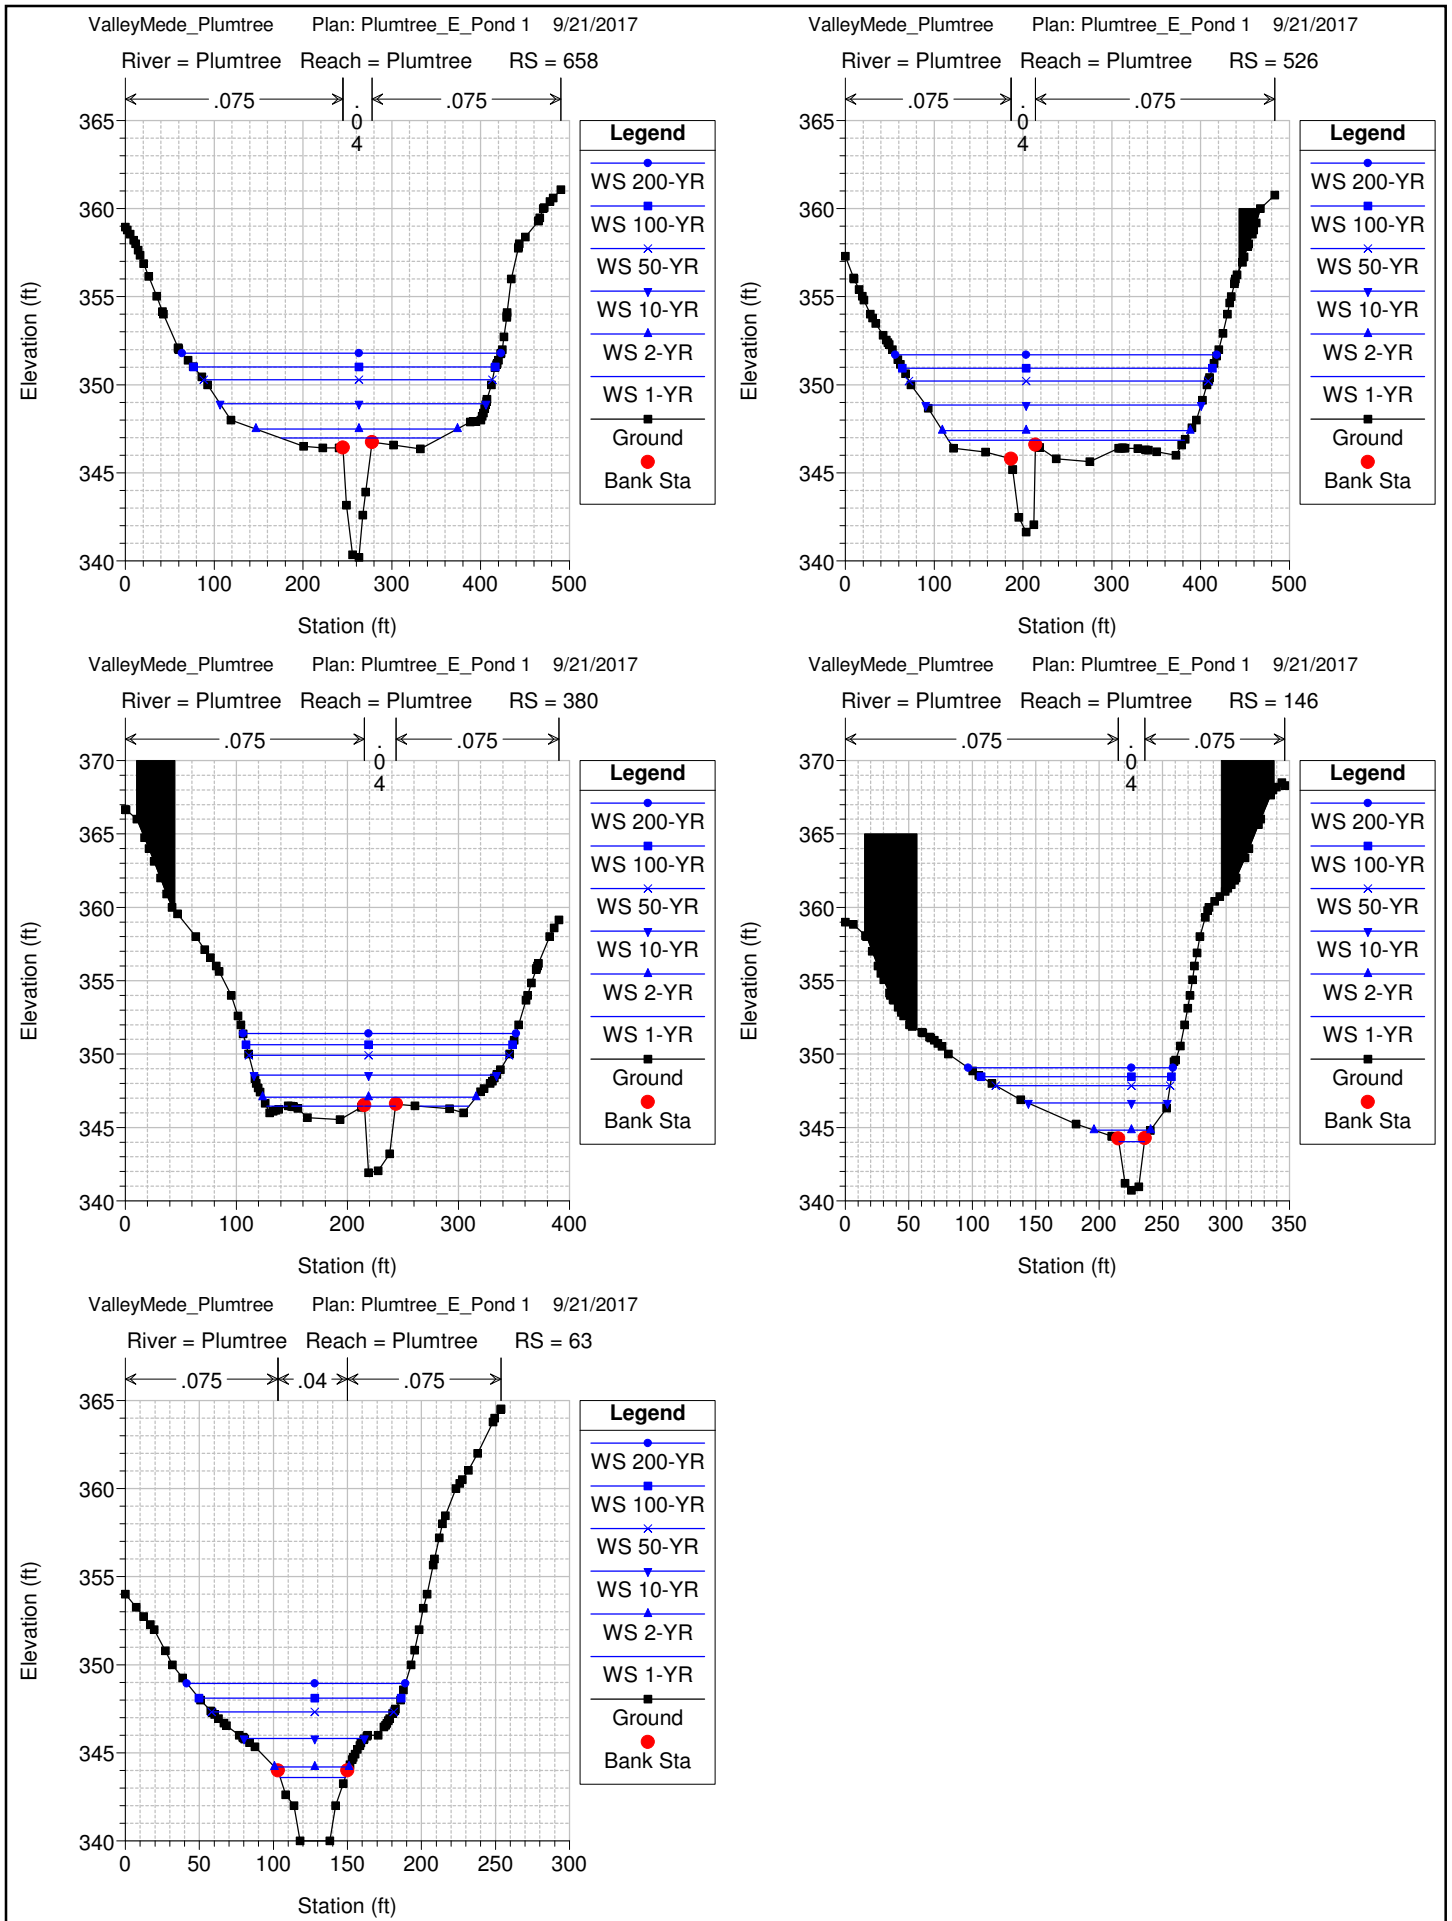 ValleyMede_Plumtree Plan: Plumtree_E_Pond 1 9/21/2017
River = Plumtree Reach = Plumtree RS = 658
.075 .04 .075
365
360
355
350
345
340
0 100 200 300 400 500
Elevation (ft)
Station (ft)
Legend
WS 200-YR
WS 100-YR
WS 50-YR
WS 10-YR
WS 2-YR
WS 1-YR
Ground
Bank Sta
ValleyMede_Plumtree Plan: Plumtree_E_Pond 1 9/21/2017
River = Plumtree Reach = Plumtree RS = 526
.075 .04 .075
365
360
355
350
345
340
0 100 200 300 400 500
Elevation (ft)
Station (ft)
Legend
WS 200-YR
WS 100-YR
WS 50-YR
WS 10-YR
WS 2-YR
WS 1-YR
Ground
Bank Sta
ValleyMede_Plumtree Plan: Plumtree_E_Pond 1 9/21/2017
River = Plumtree Reach = Plumtree RS = 380
.075 .04 .075
370
365
360
355
350
345
340
0 100 200 300 400
Elevation (ft)
Station (ft)
Legend
WS 200-YR
WS 100-YR
WS 50-YR
WS 10-YR
WS 2-YR
WS 1-YR
Ground
Bank Sta
ValleyMede_Plumtree Plan: Plumtree_E_Pond 1 9/21/2017
River = Plumtree Reach = Plumtree RS = 146
.075 .04 .075
370
365
360
355
350
345
340
0 50 100 150 200 250 300 350
Elevation (ft)
Station (ft)
Legend
WS 200-YR
WS 100-YR
WS 50-YR
WS 10-YR
WS 2-YR
WS 1-YR
Ground
Bank Sta
ValleyMede_Plumtree Plan: Plumtree_E_Pond 1 9/21/2017
River = Plumtree Reach = Plumtree RS = 63
.075 .04 .075
365
360
355
350
345
340
0 50 100 150 200 250 300
Elevation (ft)
Station (ft)
Legend
WS 200-YR
WS 100-YR
WS 50-YR
WS 10-YR
WS 2-YR
WS 1-YR
Ground
Bank Sta